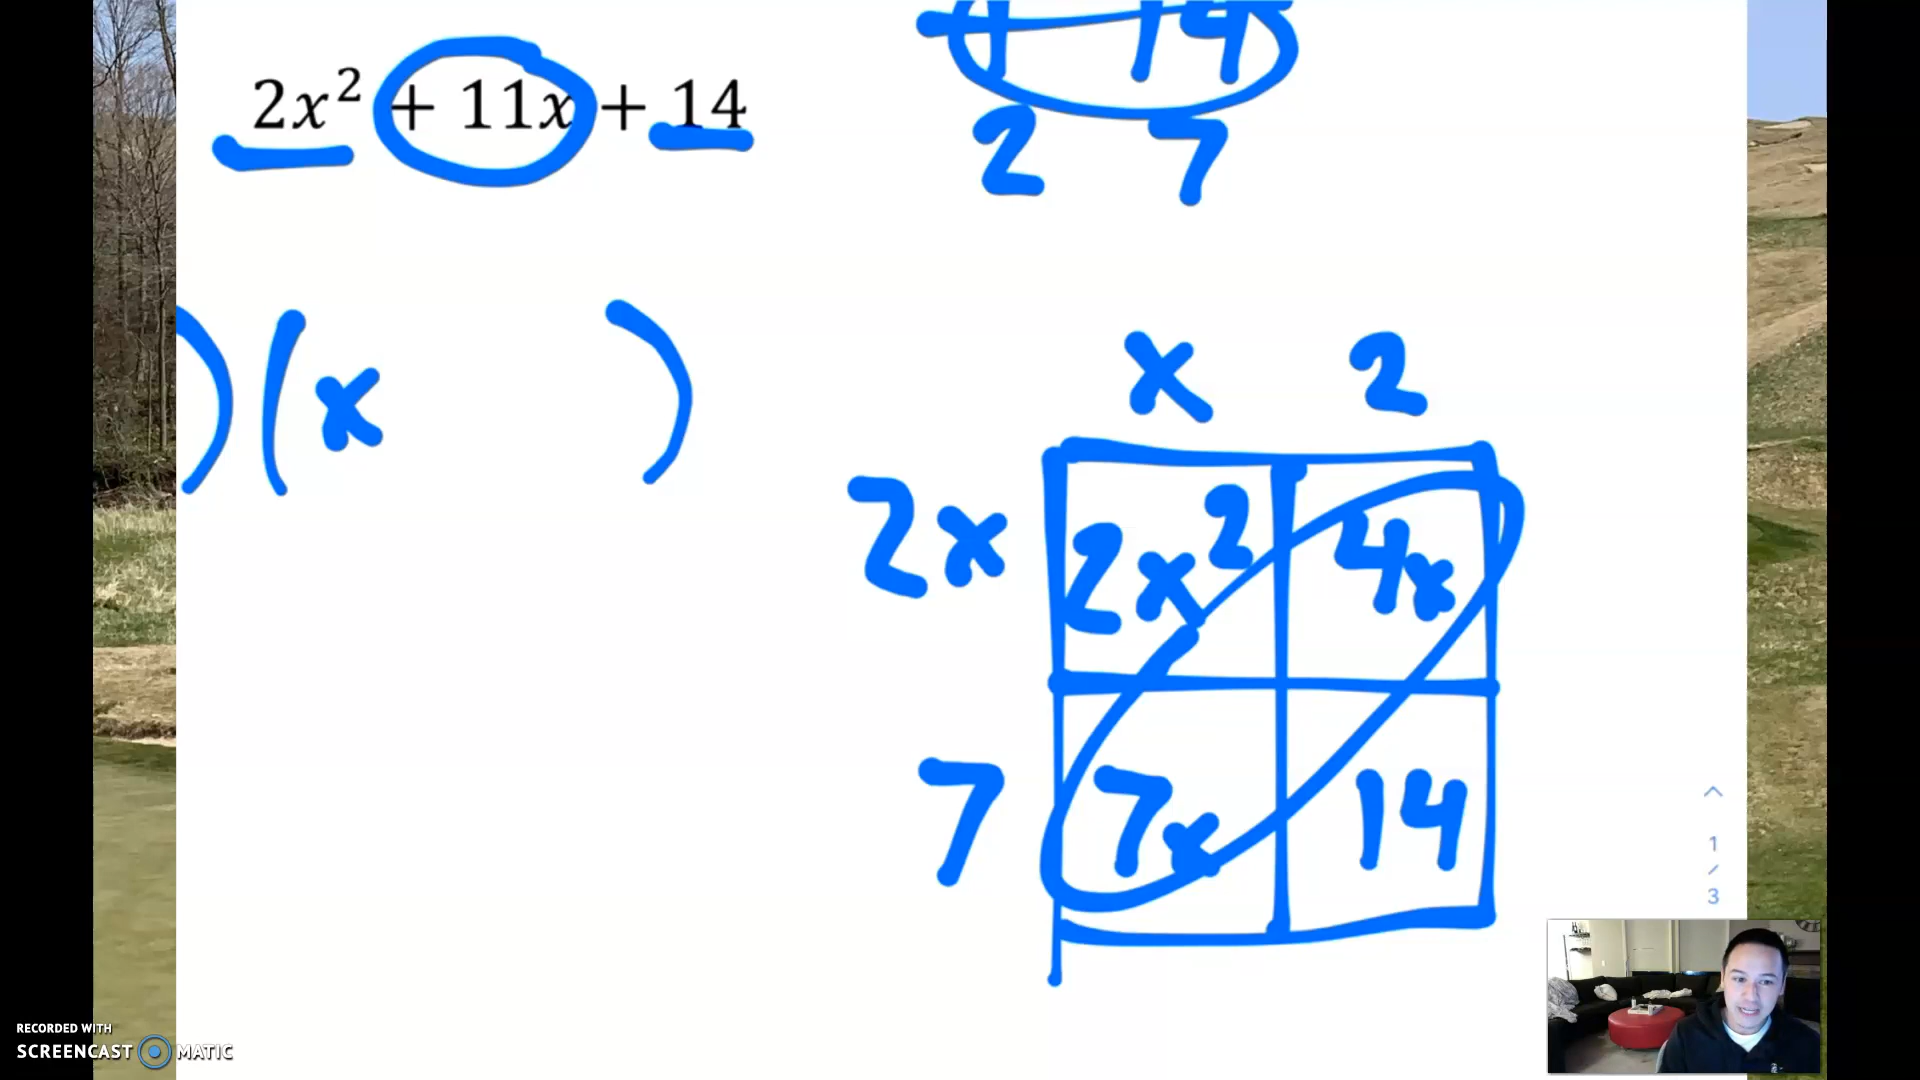 1 14
2x² + 11x + 14
2 7
) (x )
x 2
2x 2x² 4x
7 7x 14
1
/
3
RECORDED WITH
SCREENCAST MATIC